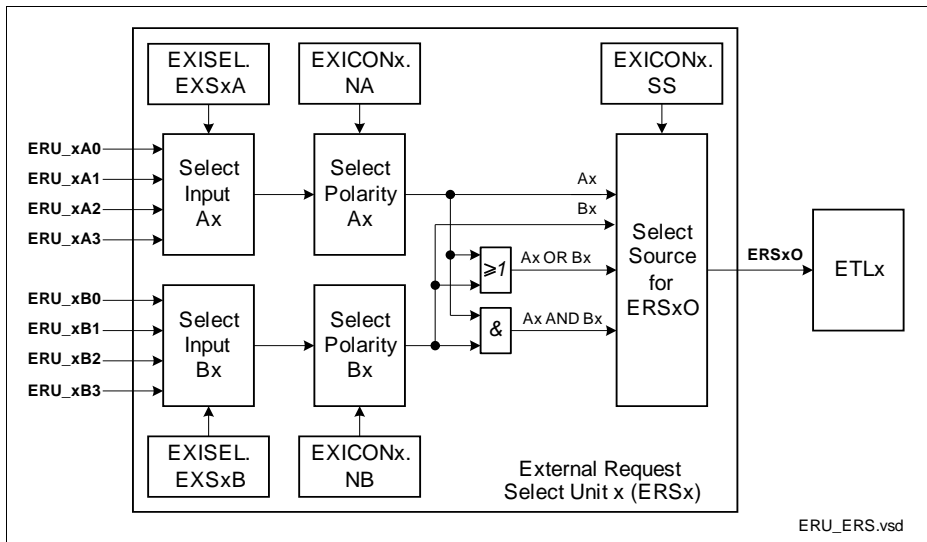 EXISEL.
EXSxA
EXICONx.
NA
EXICONx.
SS
ERU_xA0
ERU_xA1
ERU_xA2
ERU_xA3
Select
Input
Ax
Select
Polarity
Ax
Ax
Bx
≥1
Ax OR Bx
&
Ax AND Bx
Select
Source
for
ERSxO
ERSxO
ETLx
ERU_xB0
ERU_xB1
ERU_xB2
ERU_xB3
Select
Input
Bx
Select
Polarity
Bx
EXISEL.
EXSxB
EXICONx.
NB
External Request
Select Unit x (ERSx)
ERU_ERS.vsd